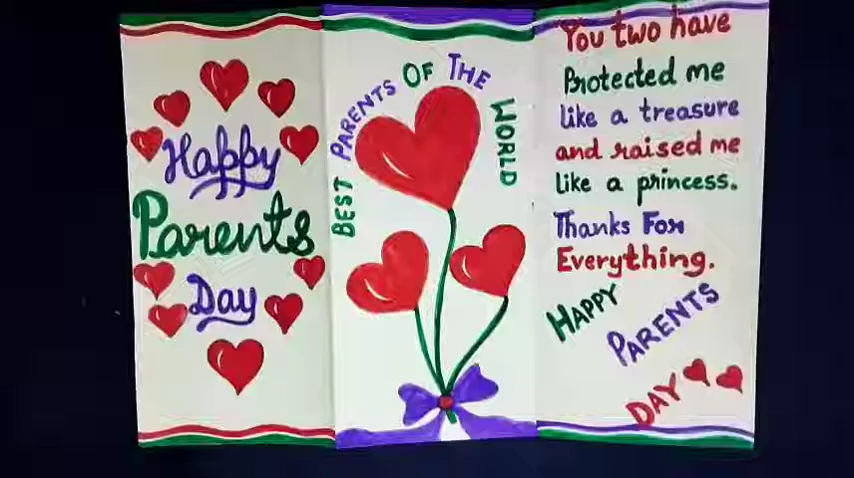 Happy
Parents
Day
BEST PARENTS OF THE WORLD
You two have
Protected me
like a treasure
and raised me
like a princess.
Thanks For
Everything.
HAPPY
PARENTS
DAY